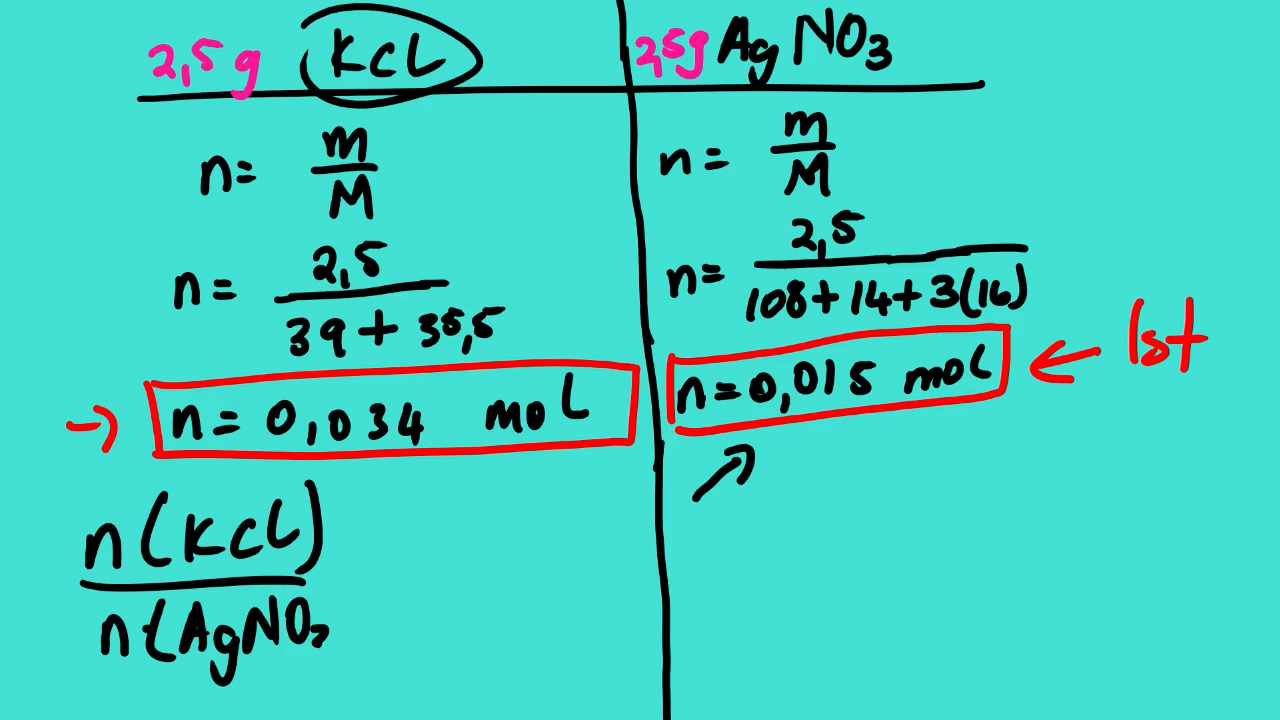 2,5g KCL
n = m/M
n = 2,5/39 + 35,5
→ n = 0,034 mol
n(KCL)/n(AgNO3
2,5g AgNO3
n = m/M
n = 2,5/108 + 14 + 3(16)
n = 0,015 mol ← 1st